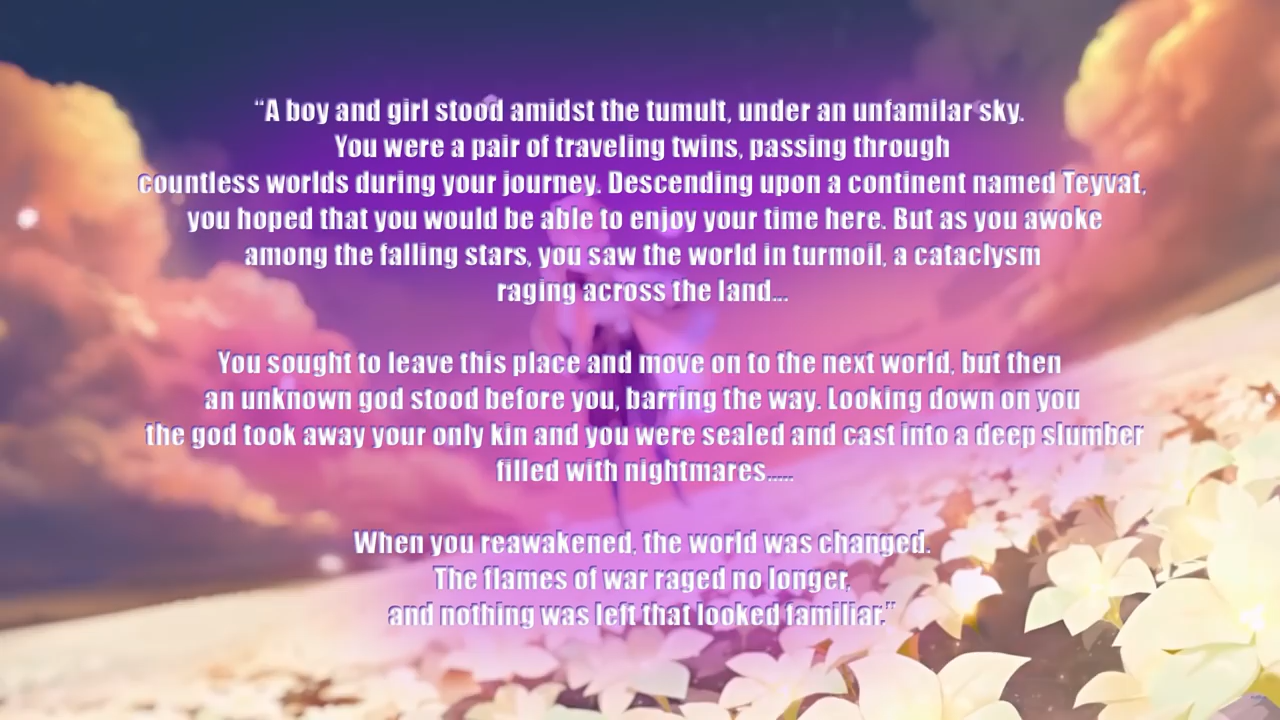 “A boy and girl stood amidst the tumult, under an unfamilar sky.
You were a pair of traveling twins, passing through
countless worlds during your journey. Descending upon a continent named Teyvat,
you hoped that you would be able to enjoy your time here. But as you awoke
among the falling stars, you saw the world in turmoil, a cataclysm
raging across the land...
You sought to leave this place and move on to the next world, but then
an unknown god stood before you, barring the way. Looking down on you
the god took away your only kin and you were sealed and cast into a deep slumber
filled with nightmares.....
When you reawakened, the world was changed.
The flames of war raged no longer,
and nothing was left that looked familiar.”